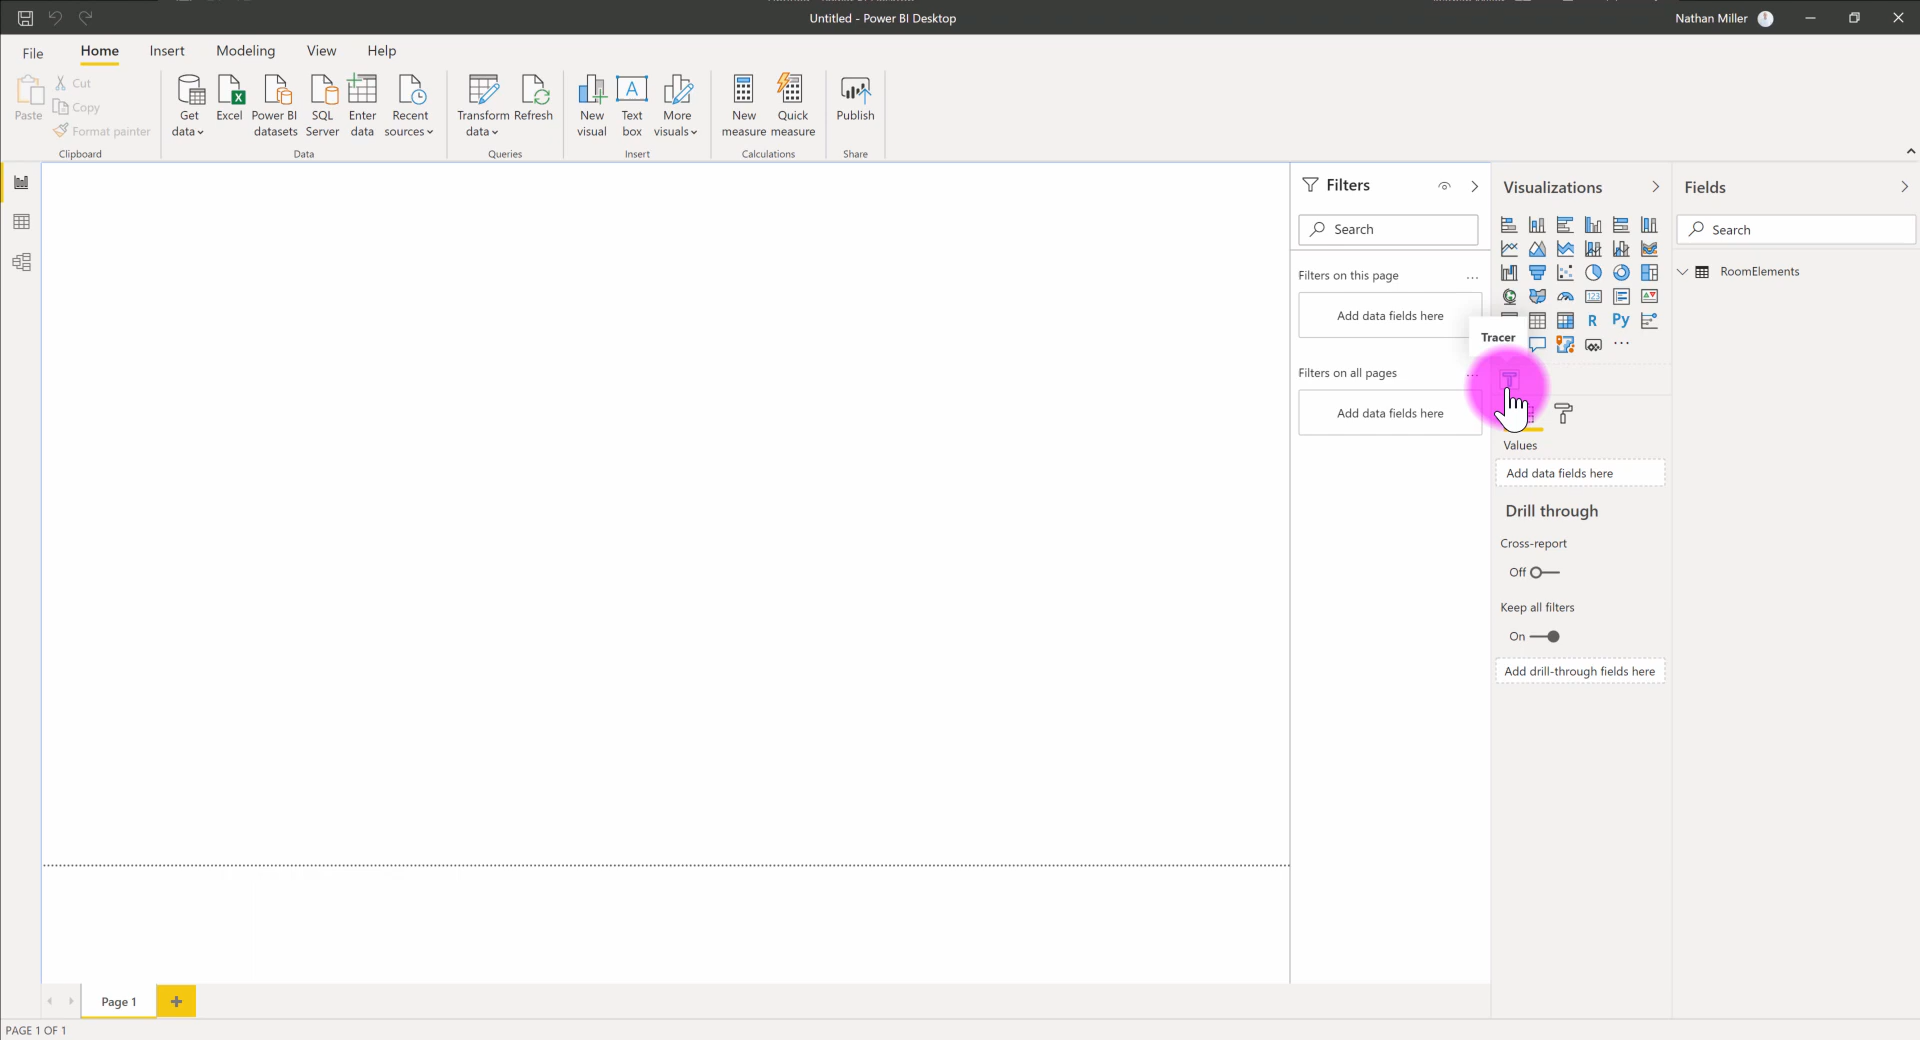 Untitled - Power BI Desktop
Nathan Miller
File
Home
Insert
Modeling
View
Help
Paste
Cut
Copy
Format painter
Clipboard
Get data
Excel
Power BI datasets
SQL Server
Enter data
Recent sources
Data
Transform data
Refresh
Queries
New visual
A
Text box
More visuals
Insert
New measure
Quick measure
Calculations
Publish
Share
Filters
Search
Filters on this page
...
Add data fields here
Filters on all pages
...
Add data fields here
Visualizations
123
R
Py
...
Tracer
T
Values
Add data fields here
Drill through
Cross-report
Off
Keep all filters
On
Add drill-through fields here
Fields
Search
RoomElements
Page 1
+
PAGE 1 OF 1